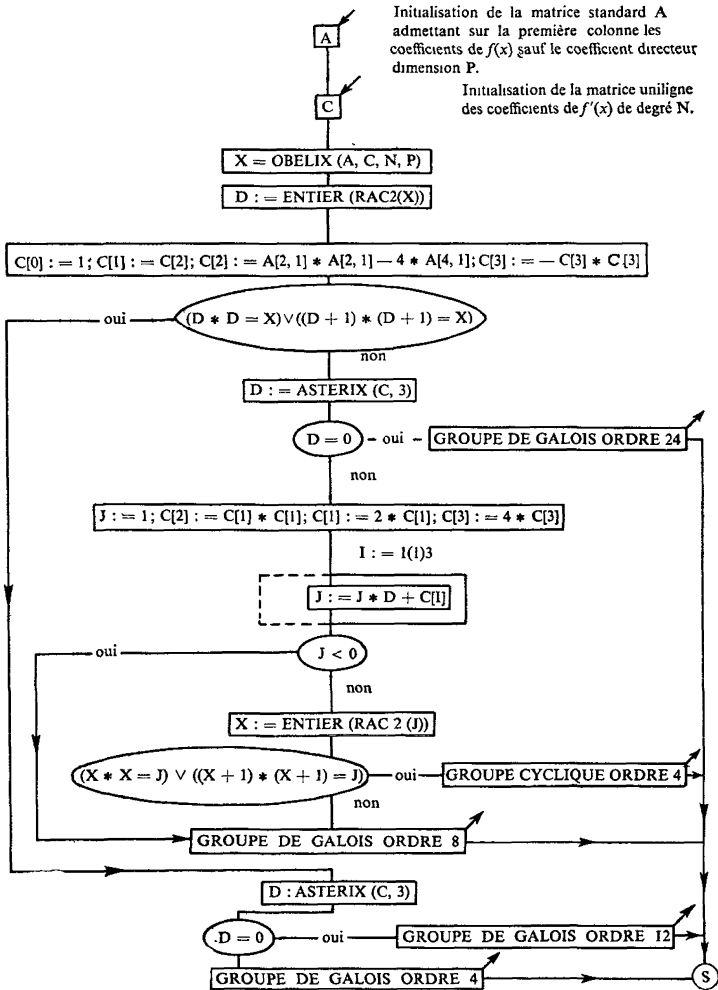 Initialisation de la matrice standard A
admettant sur la première colonne les
coefficients de f(x) sauf le coefficient directeur
dimension P.
A
Initialisation de la matrice uniligne
des coefficients de f'(x) de degré N.
C
X = OBELIX (A, C, N, P)
D : = ENTIER (RAC2(X))
C[0] : = 1; C[1] : = C[2]; C[2] : = A[2, 1] * A[2, 1] — 4 * A[4, 1]; C[3] : = — C[3] * C[3]
oui
(D * D = X) ∨ ((D + 1) * (D + 1) = X)
non
D : = ASTERIX (C, 3)
D = 0
oui
GROUPE DE GALOIS ORDRE 24
non
J : = 1; C[2] : = C[1] * C[1]; C[1] : = 2 * C[1]; C[3] : = 4 * C[3]
I : = 1(1)3
J : = J * D + C[I]
oui
J < 0
non
X : = ENTIER (RAC 2 (J))
(X * X = J) ∨ ((X + 1) * (X + 1) = J)
oui
GROUPE CYCLIQUE ORDRE 4
non
GROUPE DE GALOIS ORDRE 8
D : ASTERIX (C, 3)
.D = 0
oui
GROUPE DE GALOIS ORDRE 12
GROUPE DE GALOIS ORDRE 4
S